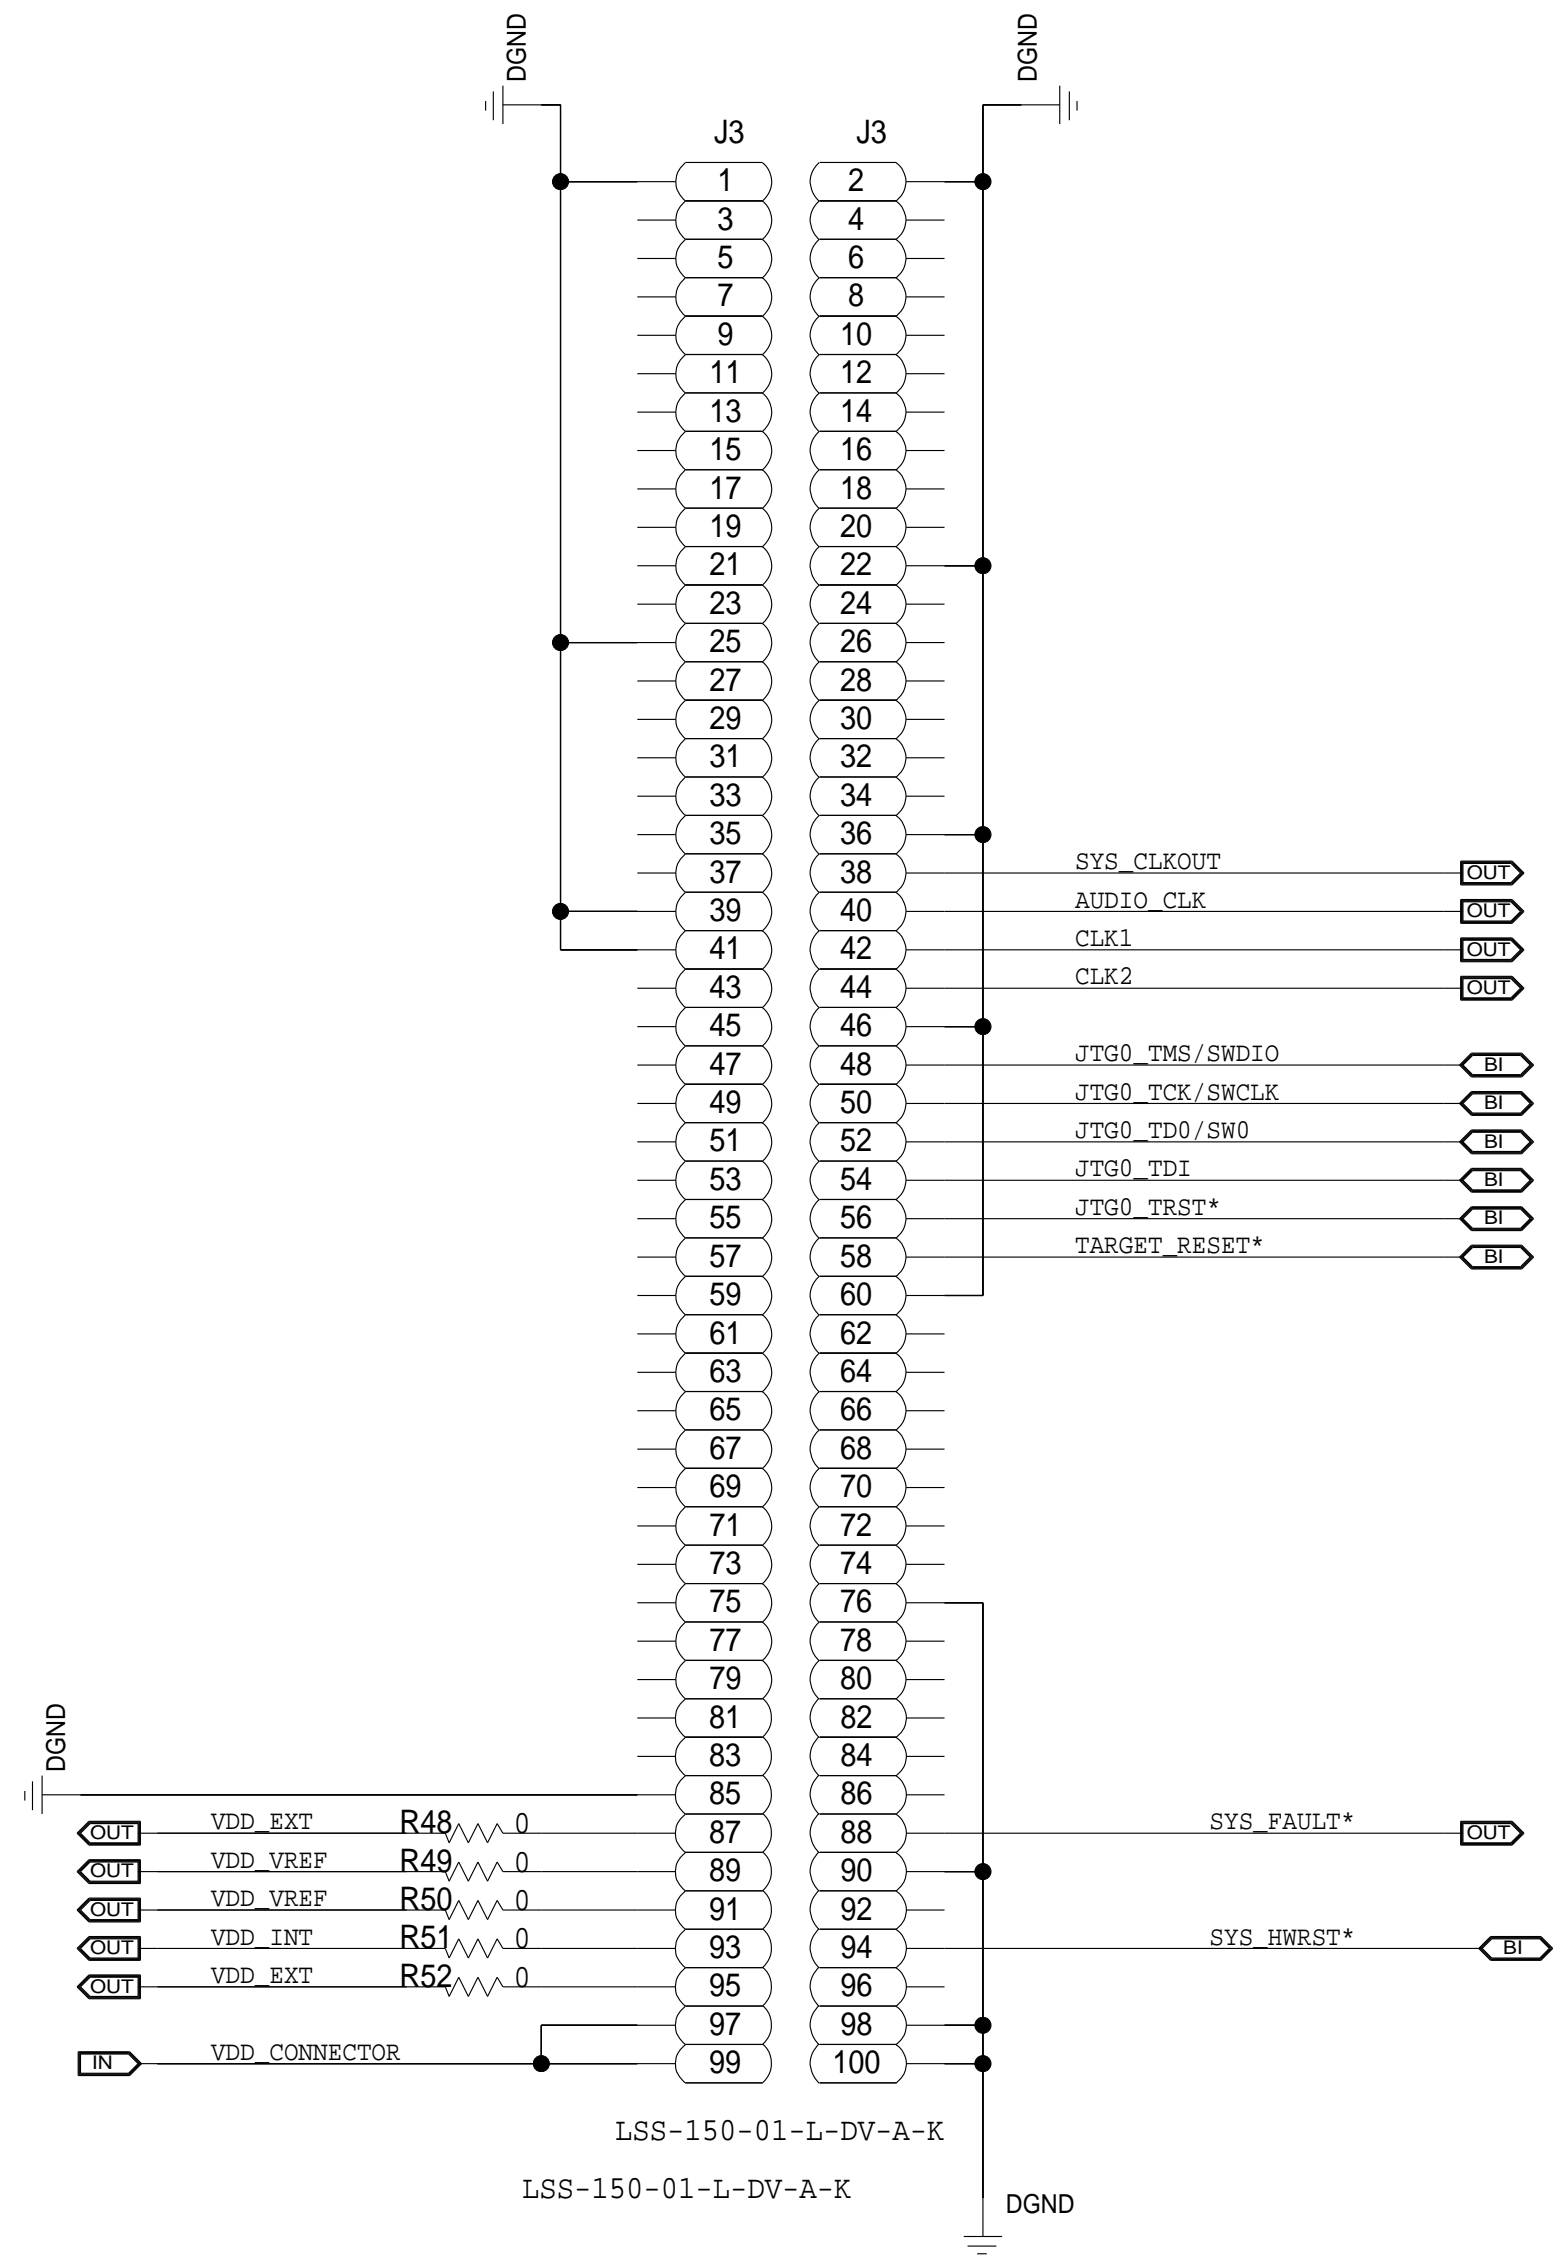 DGND DGND
J3 J3
1 2
3 4
5 6
7 8
9 10
11 12
13 14
15 16
17 18
19 20
21 22
23 24
25 26
27 28
29 30
31 32
33 34
35 36
37 38 SYS_CLKOUT OUT
39 40 AUDIO_CLK OUT
41 42 CLK1 OUT
43 44 CLK2 OUT
45 46
47 48 JTG0_TMS/SWDIO BI
49 50 JTG0_TCK/SWCLK BI
51 52 JTG0_TD0/SW0 BI
53 54 JTG0_TDI BI
55 56 JTG0_TRST* BI
57 58 TARGET_RESET* BI
59 60
61 62
63 64
65 66
67 68
69 70
71 72
73 74
75 76
77 78
79 80
81 82
DGND
83 84
85 86
OUT VDD_EXT R48 0 87 88 SYS_FAULT* OUT
OUT VDD_VREF R49 0 89 90
OUT VDD_VREF R50 0 91 92
OUT VDD_INT R51 0 93 94 SYS_HWRST* BI
OUT VDD_EXT R52 0 95 96
97 98
IN VDD_CONNECTOR 99 100
LSS-150-01-L-DV-A-K
LSS-150-01-L-DV-A-K
DGND